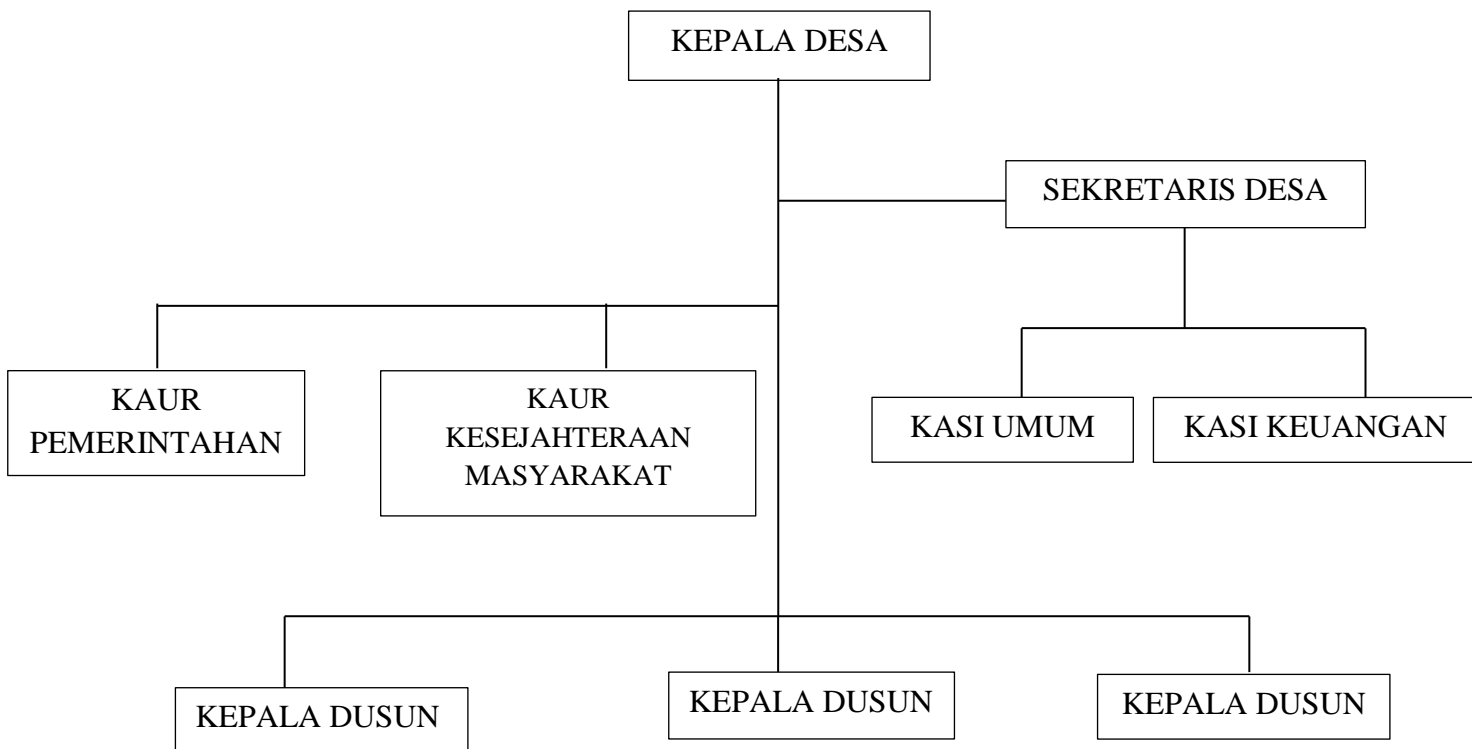 KEPALA DESA
SEKRETARIS DESA
KAUR
PEMERINTAHAN
KAUR
KESEJAHTERAAN
MASYARAKAT
KASI UMUM
KASI KEUANGAN
KEPALA DUSUN
KEPALA DUSUN
KEPALA DUSUN